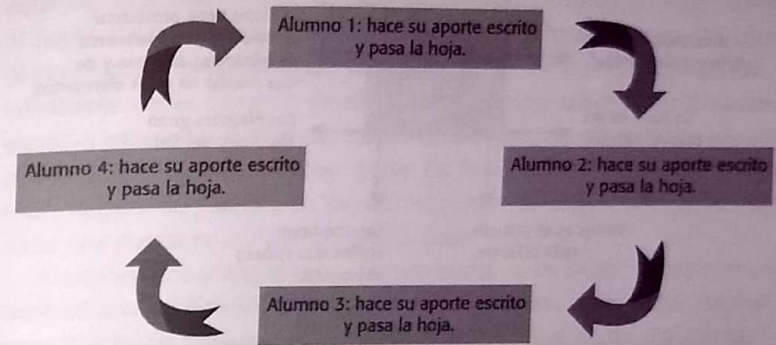 Alumno 1: hace su aporte escrito
y pasa la hoja.
Alumno 2: hace su aporte escrito
y pasa la hoja.
Alumno 3: hace su aporte escrito
y pasa la hoja.
Alumno 4: hace su aporte escrito
y pasa la hoja.